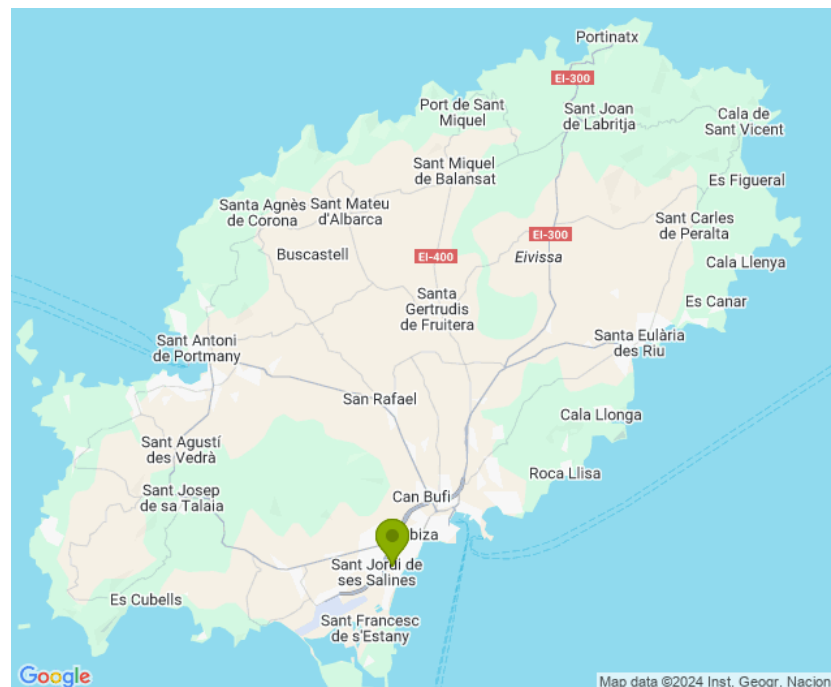 Portinatx
EI-300
Port de Sant
Miquel
Sant Joan
de Labritja
Cala de
Sant Vicent
Sant Miquel
de Balansat
Es Figueral
Santa Agnès
de Corona
Sant Mateu
d'Albarca
Sant Carles
de Peralta
EI-300
Buscastell
EI-400
Eivissa
Cala Llenya
Santa
Gertrudis
de Fruitera
Es Canar
Sant Antoni
de Portmany
Santa Eulària
des Riu
San Rafael
Cala Llonga
Sant Agustí
des Vedrà
Roca Llisa
Sant Josep
de sa Talaia
Can Bufi
biza
Sant Jordi de
ses Salines
Es Cubells
Sant Francesc
de s'Estany
Google
Map data ©2024 Inst. Geogr. Nacion